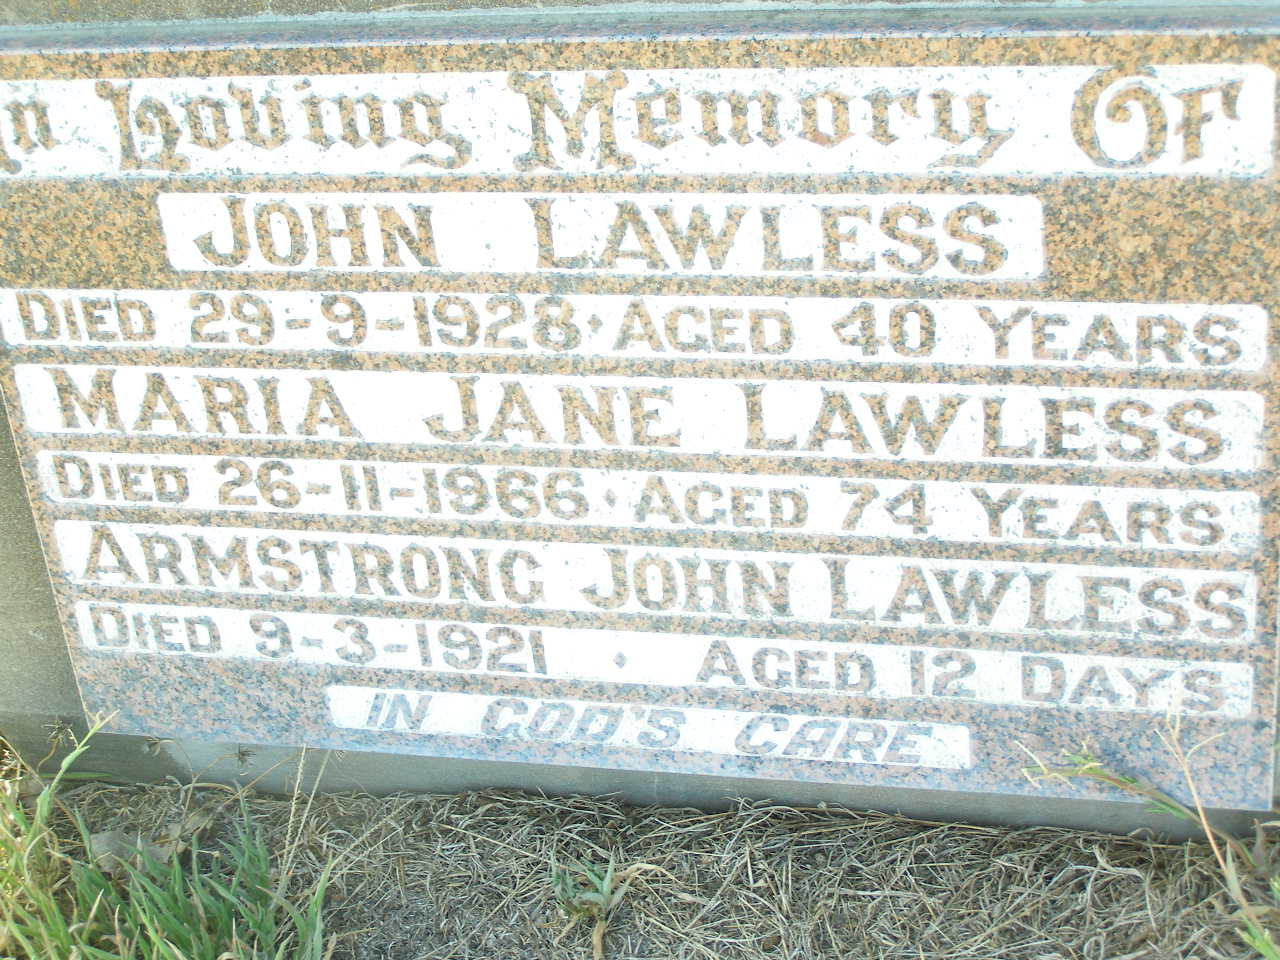 In Loving Memory Of
JOHN LAWLESS
DIED 29-9-1928 · AGED 40 YEARS
MARIA JANE LAWLESS
DIED 26-11-1966 · AGED 74 YEARS
ARMSTRONG JOHN LAWLESS
DIED 9-3-1921 · AGED 12 DAYS
IN GOD'S CARE